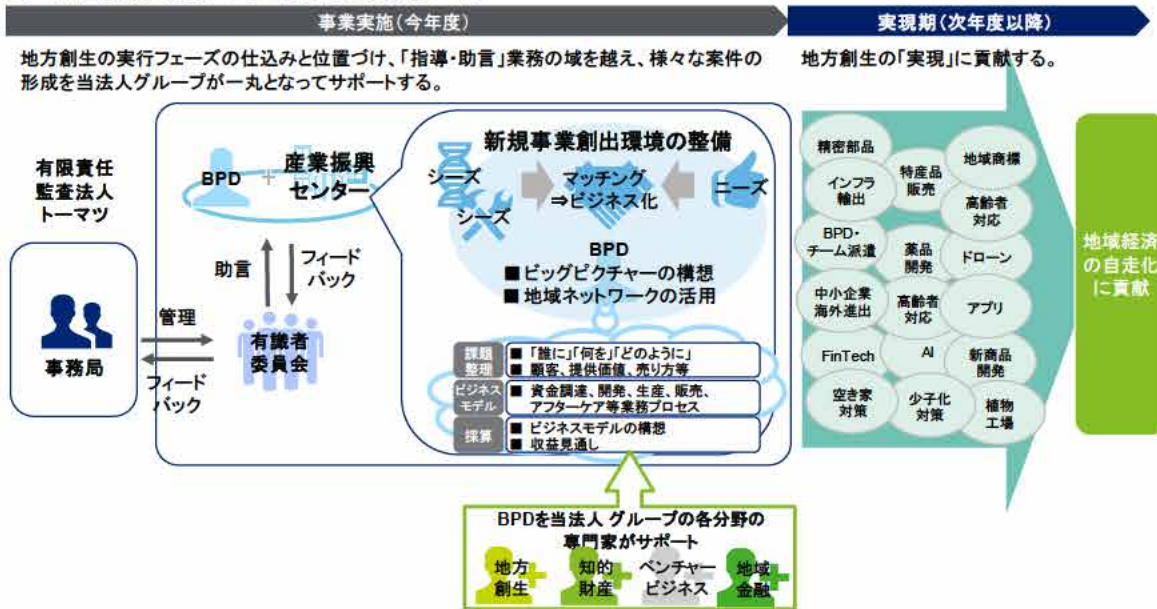 事業実施(今年度)
実現期(次年度以降)
地方創生の実行フェーズの仕込みと位置づけ、「指導・助言」業務の域を越え、様々な案件の
形成を当法人グループが一丸となってサポートする。
地方創生の「実現」に貢献する。
有限責任
監査法人
トーマツ
事務局
管理
フィード
バック
BPD
産業振興
センター
助言
フィード
バック
有識者
委員会
新規事業創出環境の整備
シーズ
シーズ
マッチング
⇒ビジネス化
ニーズ
BPD
■ ビッグピクチャーの構想
■ 地域ネットワークの活用
課題
整理
■ 「誰に」「何を」「どのように」
■ 顧客、提供価値、売り方等
ビジネス
モデル
■ 資金調達、開発、生産、販売、
アフターケア等業務プロセス
採算
■ ビジネスモデルの構想
■ 収益見通し
BPDを当法人 グループの各分野の
専門家がサポート
地方
創生
知的
財産
ベンチャー
ビジネス
地域
金融
精密部品
地域商標
特産品
販売
インフラ
輸出
高齢者
対応
BPD・
チーム派遣
薬品
開発
ドローン
中小企業
海外進出
高齢者
対応
アプリ
FinTech
AI
新商品
開発
空き家
対策
少子化
対策
植物
工場
地域経済
の自走化
に貢献